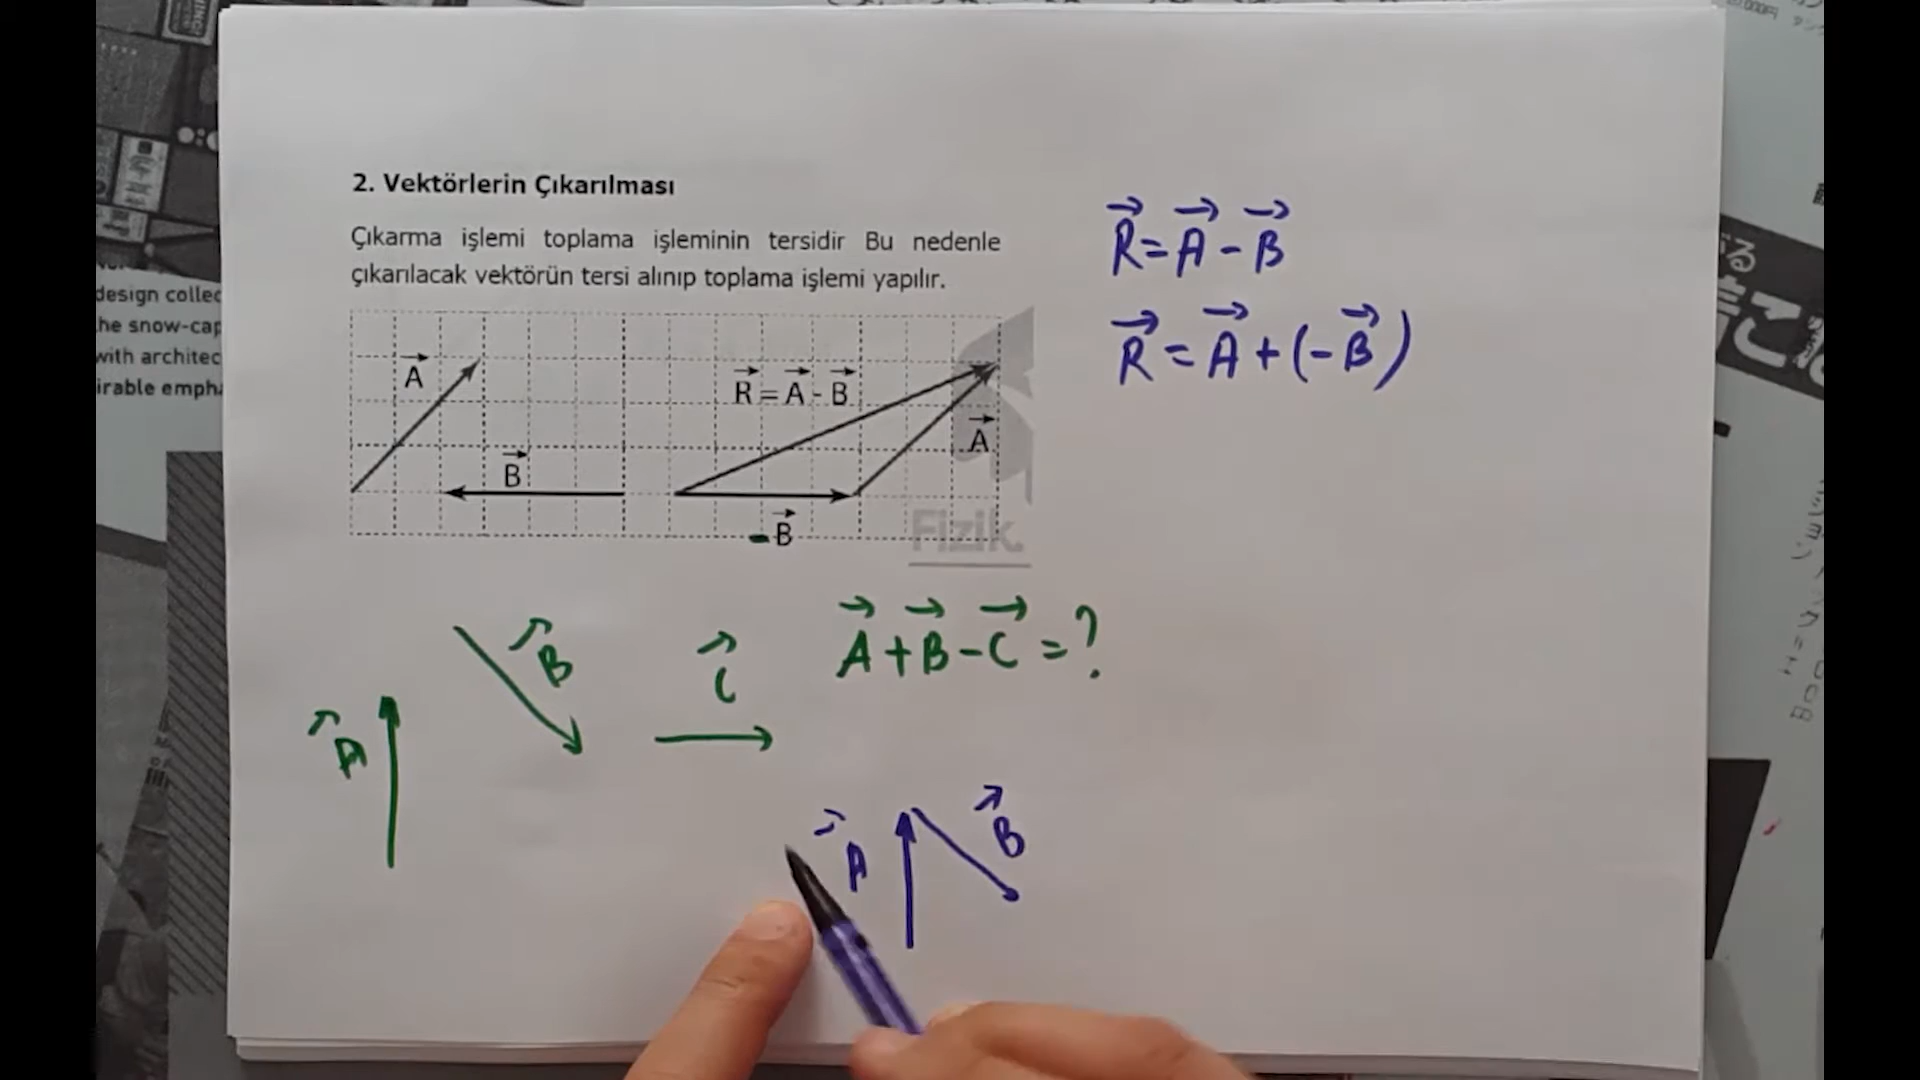 2. Vektörlerin Çıkarılması
Çıkarma işlemi toplama işleminin tersidir Bu nedenle
çıkarılacak vektörün tersi alınıp toplama işlemi yapılır.
A
B
R = A - B
A
-B
Fizik.
R = A - B
R = A + (-B)
A
B
C
A + B - C = ?
A
B
design collec
he snow-cap
with architec
irable empha